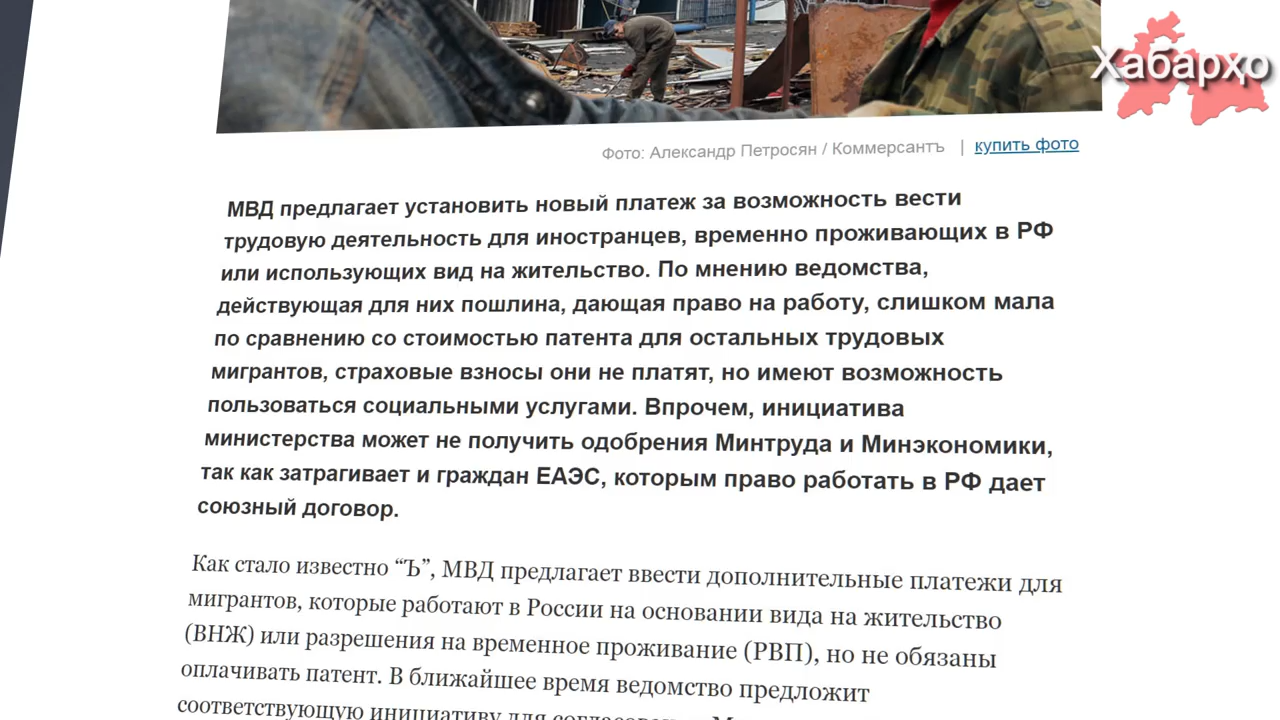 Хабарҳо
Фото: Александр Петросян / Коммерсантъ | купить фото
МВД предлагает установить новый платеж за возможность вести
трудовую деятельность для иностранцев, временно проживающих в РФ
или использующих вид на жительство. По мнению ведомства,
действующая для них пошлина, дающая право на работу, слишком мала
по сравнению со стоимостью патента для остальных трудовых
мигрантов, страховые взносы они не платят, но имеют возможность
пользоваться социальными услугами. Впрочем, инициатива
министерства может не получить одобрения Минтруда и Минэкономики,
так как затрагивает и граждан ЕАЭС, которым право работать в РФ дает
союзный договор.
Как стало известно “Ъ”, МВД предлагает ввести дополнительные платежи для
мигрантов, которые работают в России на основании вида на жительство
(ВНЖ) или разрешения на временное проживание (РВП), но не обязаны
оплачивать патент. В ближайшее время ведомство предложит
соответствующую инициативу для